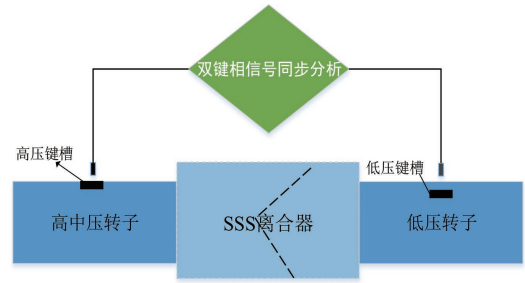 双键相信号同步分析
高压键槽
低压键槽
高中压转子
SSS离合器
低压转子